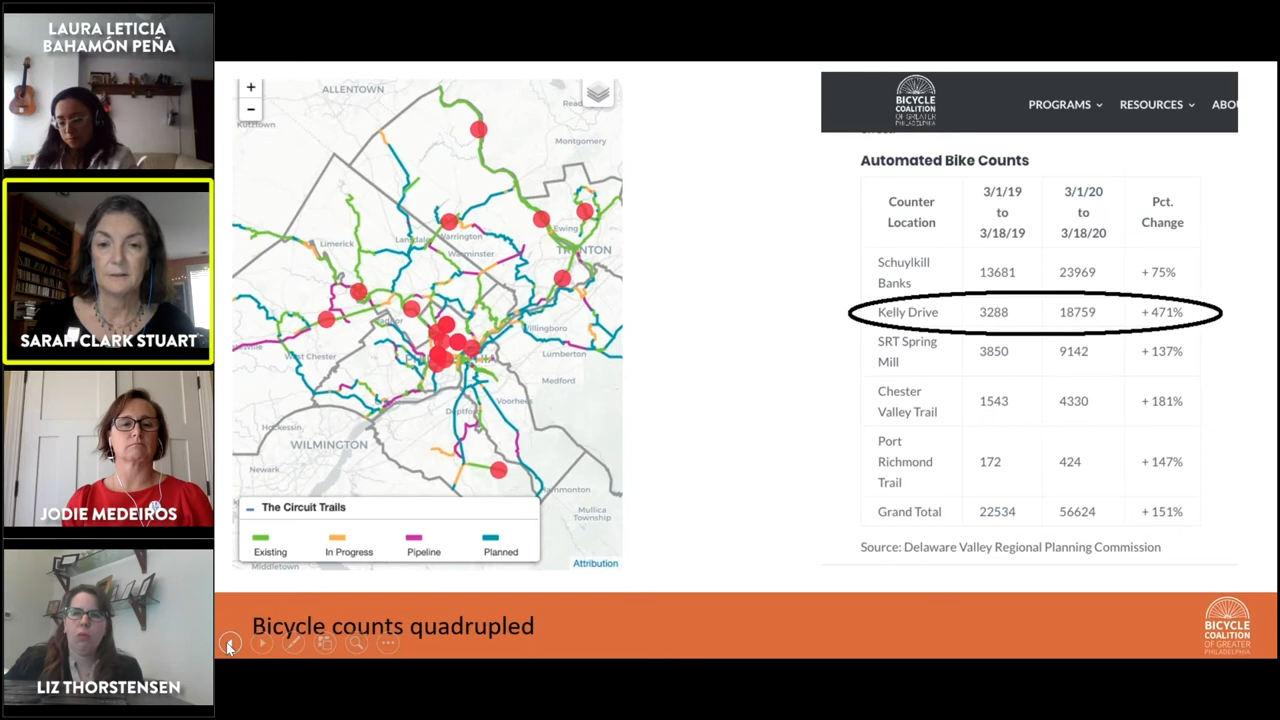 LAURA LETICIA
BAHAMÓN PEÑA
SARAH CLARK STUART
JODIE MEDEIROS
LIZ THORSTENSEN
+
−
ALLENTOWN
Kutztown
Montgomery
Limerick
Lansdale
Warrington
Warminster
Ewing
TRENTON
Willingboro
Lumberton
West Chester
Medford
Voorhees
Deptford
Hockessin
WILMINGTON
Newark
Hammonton
Mullica
Township
Middletown
The Circuit Trails
Existing
In Progress
Pipeline
Planned
Attribution
BICYCLE
COALITION
OF GREATER
PHILADELPHIA
PROGRAMS
RESOURCES
ABOU
Automated Bike Counts
Counter
Location
3/1/19
to
3/18/19
3/1/20
to
3/18/20
Pct.
Change
Schuylkill
Banks
13681
23969
+ 75%
Kelly Drive
3288
18759
+ 471%
SRT Spring
Mill
3850
9142
+ 137%
Chester
Valley Trail
1543
4330
+ 181%
Port
Richmond
Trail
172
424
+ 147%
Grand Total
22534
56624
+ 151%
Source: Delaware Valley Regional Planning Commission
Bicycle counts quadrupled
BICYCLE
COALITION
OF GREATER
PHILADELPHIA